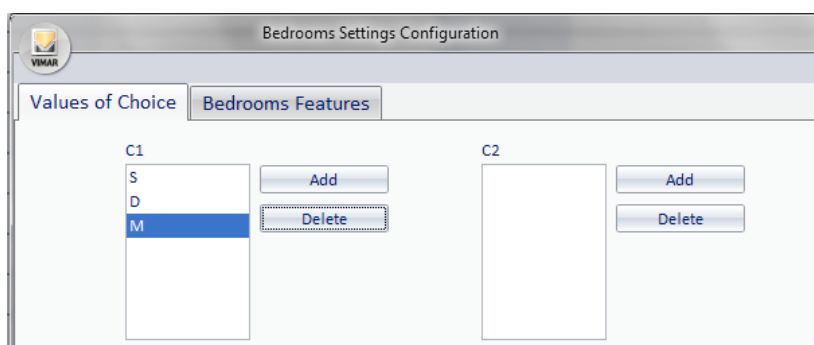 Bedrooms Settings Configuration
VIMAR
Values of Choice Bedrooms Features
C1 C2
S Add Add
D
Delete Delete
M